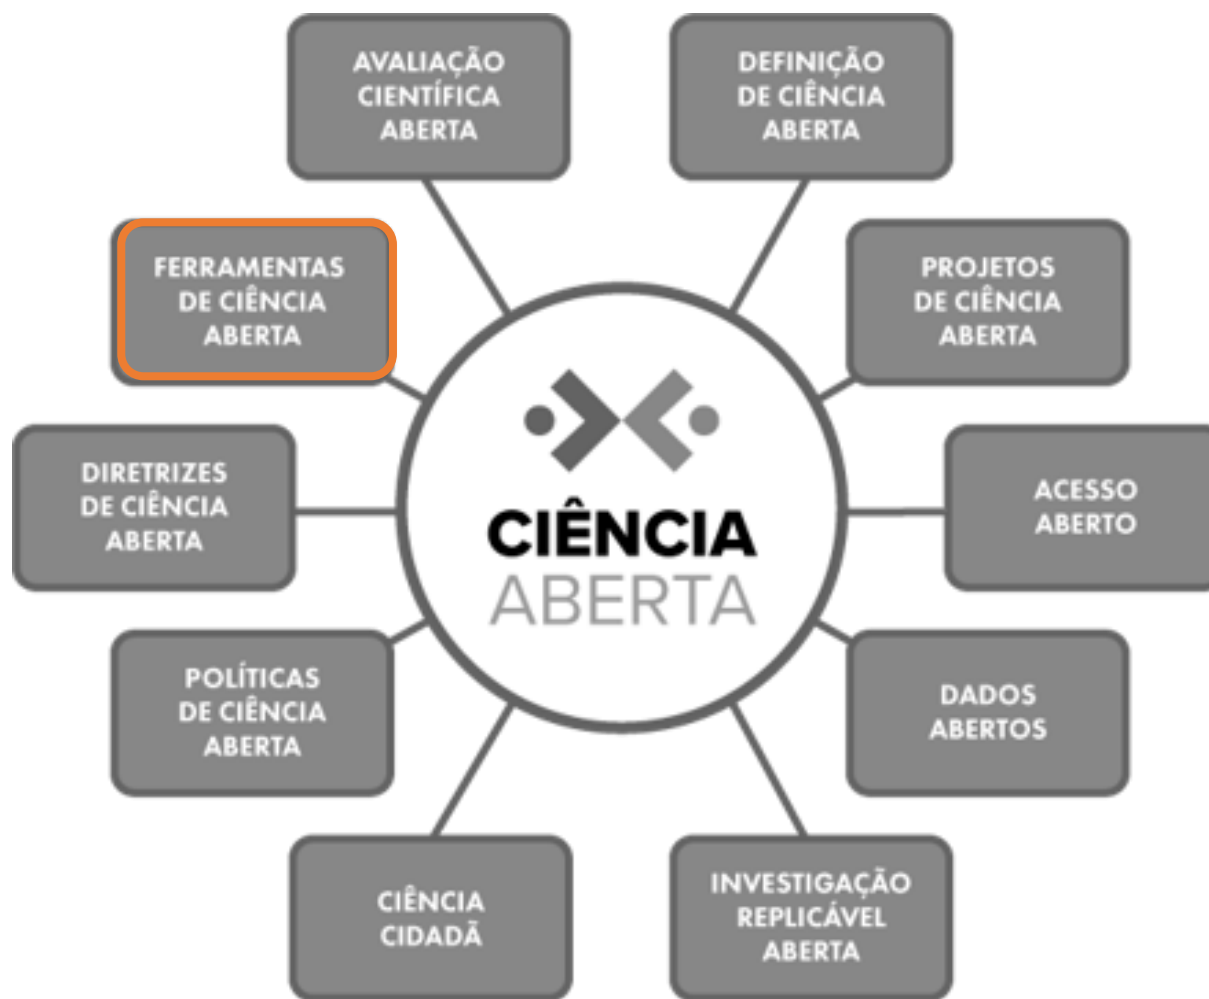 AVALIAÇÃO
CIENTÍFICA
ABERTA
DEFINIÇÃO
DE CIÊNCIA
ABERTA
FERRAMENTAS
DE CIÊNCIA
ABERTA
PROJETOS
DE CIÊNCIA
ABERTA
DIRETRIZES
DE CIÊNCIA
ABERTA
CIÊNCIA
ABERTA
ACESSO
ABERTO
POLÍTICAS
DE CIÊNCIA
ABERTA
DADOS
ABERTOS
CIÊNCIA
CIDADÃ
INVESTIGAÇÃO
REPLICÁVEL
ABERTA